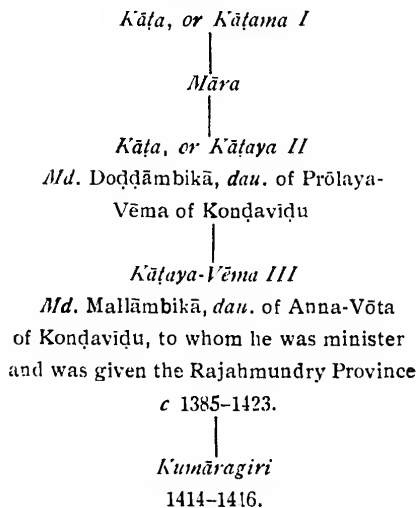 Kāṭa, or Kāṭama I
Māra
Kāṭa, or Kāṭaya II
Md. Doḍḍāmbikā, dau. of Prōlaya-
Vēma of Konḍavīḍu
Kāṭaya-Vēma III
Md. Mallāmbikā, dau. of Anna-Vōta
of Konḍavīḍu, to whom he was minister
and was given the Rajahmundry Province
c 1385–1423.
Kumāragiri
1414–1416.